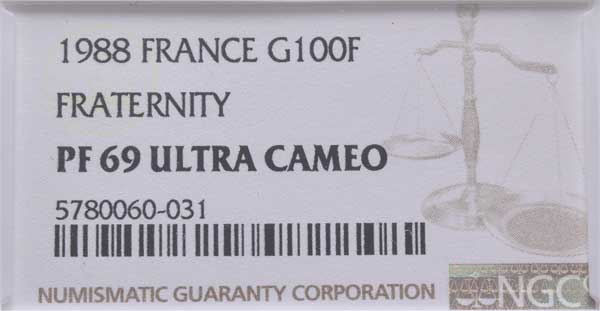 1988 FRANCE G100F
FRATERNITY
PF 69 ULTRA CAMEO
5780060-031
NUMISMATIC GUARANTY CORPORATION
NGC